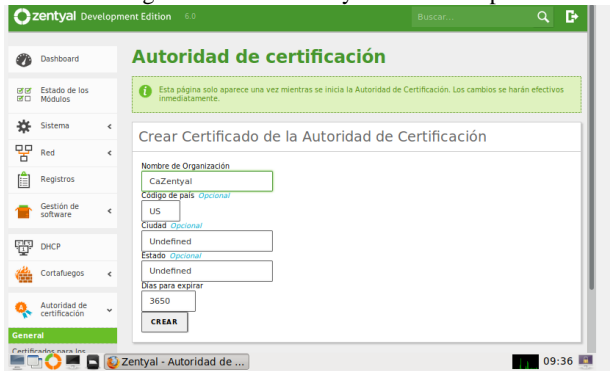 zentyal Development Edition 6.0
Buscar...
Dashboard
Estado de los
Módulos
Sistema
Red
Registros
Gestión de
software
DHCP
Cortafuegos
Autoridad de
certificación
General
Certificados para los
Autoridad de certificación
Esta página solo aparece una vez mientras se inicia la Autoridad de Certificación. Los cambios se harán efectivos
inmediatamente.
Crear Certificado de la Autoridad de Certificación
Nombre de Organización
CaZentyal
Código de país Opcional
US
Ciudad Opcional
Undefined
Estado Opcional
Undefined
Días para expirar
3650
CREAR
Zentyal - Autoridad de ...
09:36